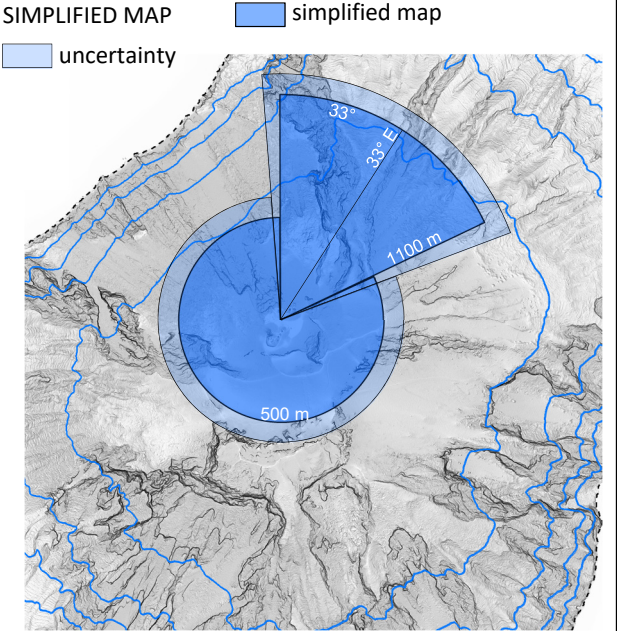 SIMPLIFIED MAP
simplified map
uncertainty
33°
33° E
1100 m
500 m